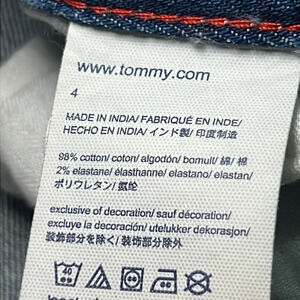 www.tommy.com
4
MADE IN INDIA/ FABRIQUÉ EN INDE/
HECHO EN INDIA/ インド製/ 印度制造
98% cotton/ coton/ algodón/ bomull/ 綿/ 棉
2% elastane/ élasthanne/ elastano/ elastan/
ポリウレタン/ 氨纶
exclusive of decoration/ sauf décoration/
excluye la decoración/ utelukker dekorasjon/
装飾部分を除く/ 装饰部分除外
40